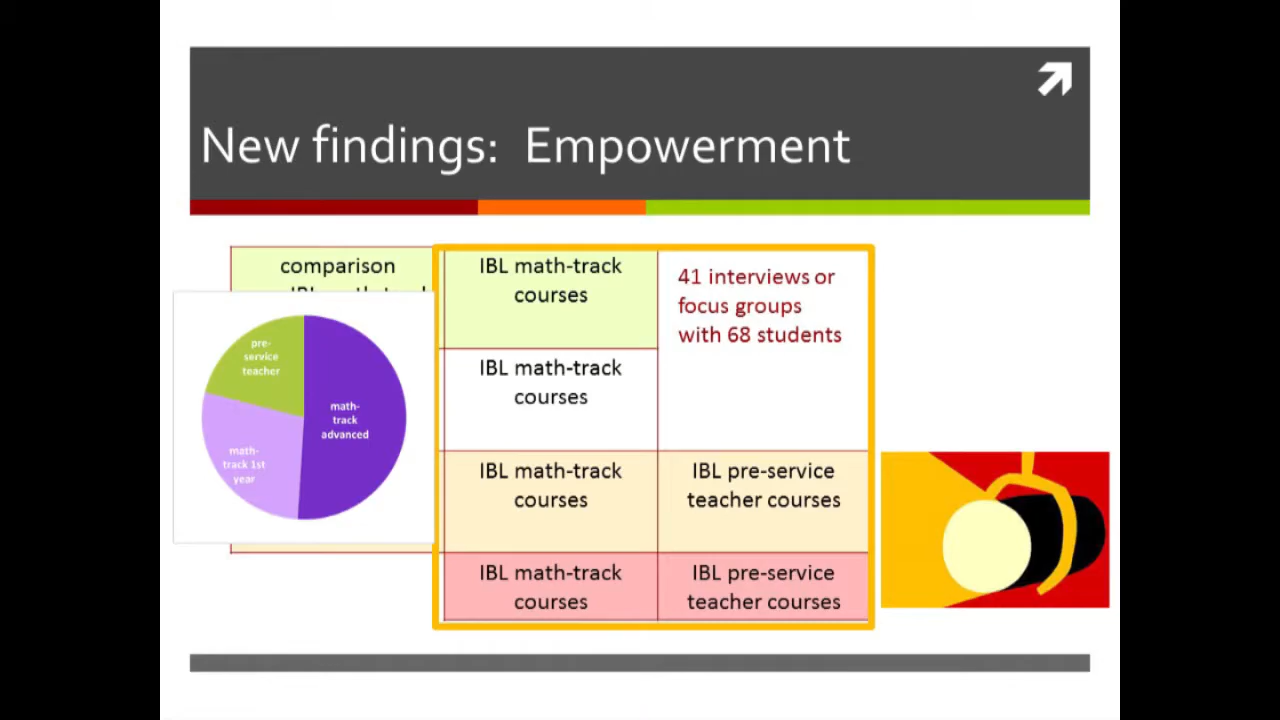 New findings: Empowerment
comparison
IBL math-track
courses
41 interviews or
focus groups
with 68 students
pre-
service
teacher
math-
track
advanced
math-
track 1st
year
IBL math-track
courses
IBL math-track
courses
IBL pre-service
teacher courses
IBL math-track
courses
IBL pre-service
teacher courses